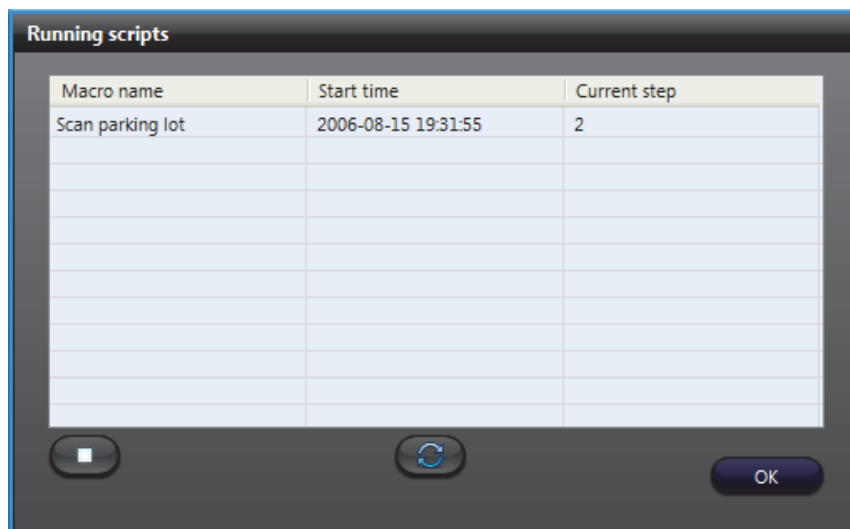 Running scripts
Macro name Start time Current step
Scan parking lot 2006-08-15 19:31:55 2
OK